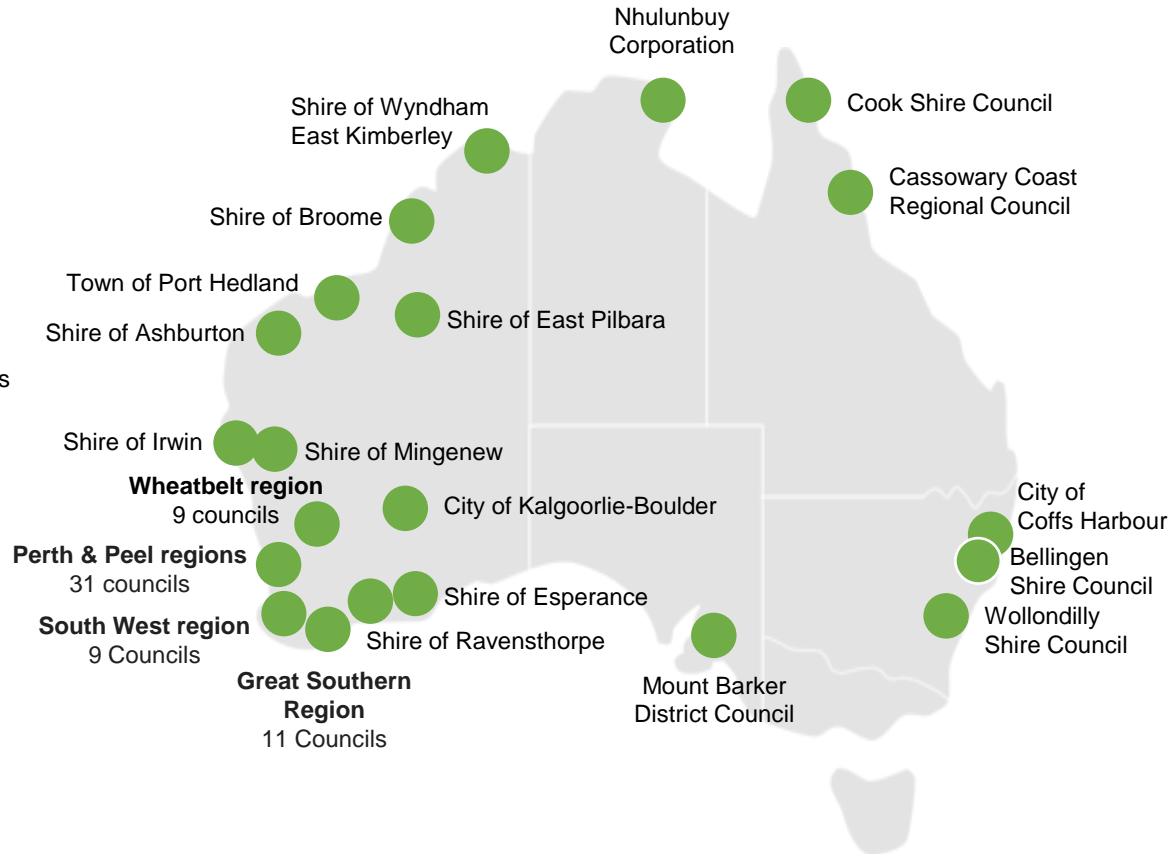 Nhulunbuy
Corporation
Shire of Wyndham
East Kimberley
Cook Shire Council
Cassowary Coast
Regional Council
Shire of Broome
Town of Port Hedland
Shire of Ashburton
Shire of East Pilbara
s
Shire of Irwin
Shire of Mingenew
Wheatbelt region
9 councils
City of Kalgoorlie-Boulder
City of
Coffs Harbour
Perth & Peel regions
31 councils
Bellingen
Shire Council
Shire of Esperance
Wollondilly
Shire Council
South West region
9 Councils
Shire of Ravensthorpe
Great Southern
Region
11 Councils
Mount Barker
District Council